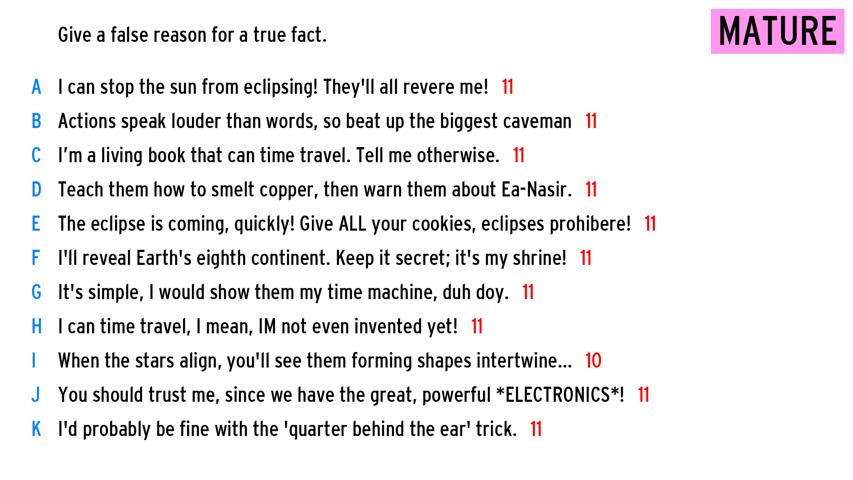 Give a false reason for a true fact.
MATURE
A I can stop the sun from eclipsing! They'll all revere me! 11
B Actions speak louder than words, so beat up the biggest caveman 11
C I'm a living book that can time travel. Tell me otherwise. 11
D Teach them how to smelt copper, then warn them about Ea-Nasir. 11
E The eclipse is coming, quickly! Give ALL your cookies, eclipses prohibere! 11
F I'll reveal Earth's eighth continent. Keep it secret; it's my shrine! 11
G It's simple, I would show them my time machine, duh doy. 11
H I can time travel, I mean, IM not even invented yet! 11
I When the stars align, you'll see them forming shapes intertwine... 10
J You should trust me, since we have the great, powerful *ELECTRONICS*! 11
K I'd probably be fine with the 'quarter behind the ear' trick. 11